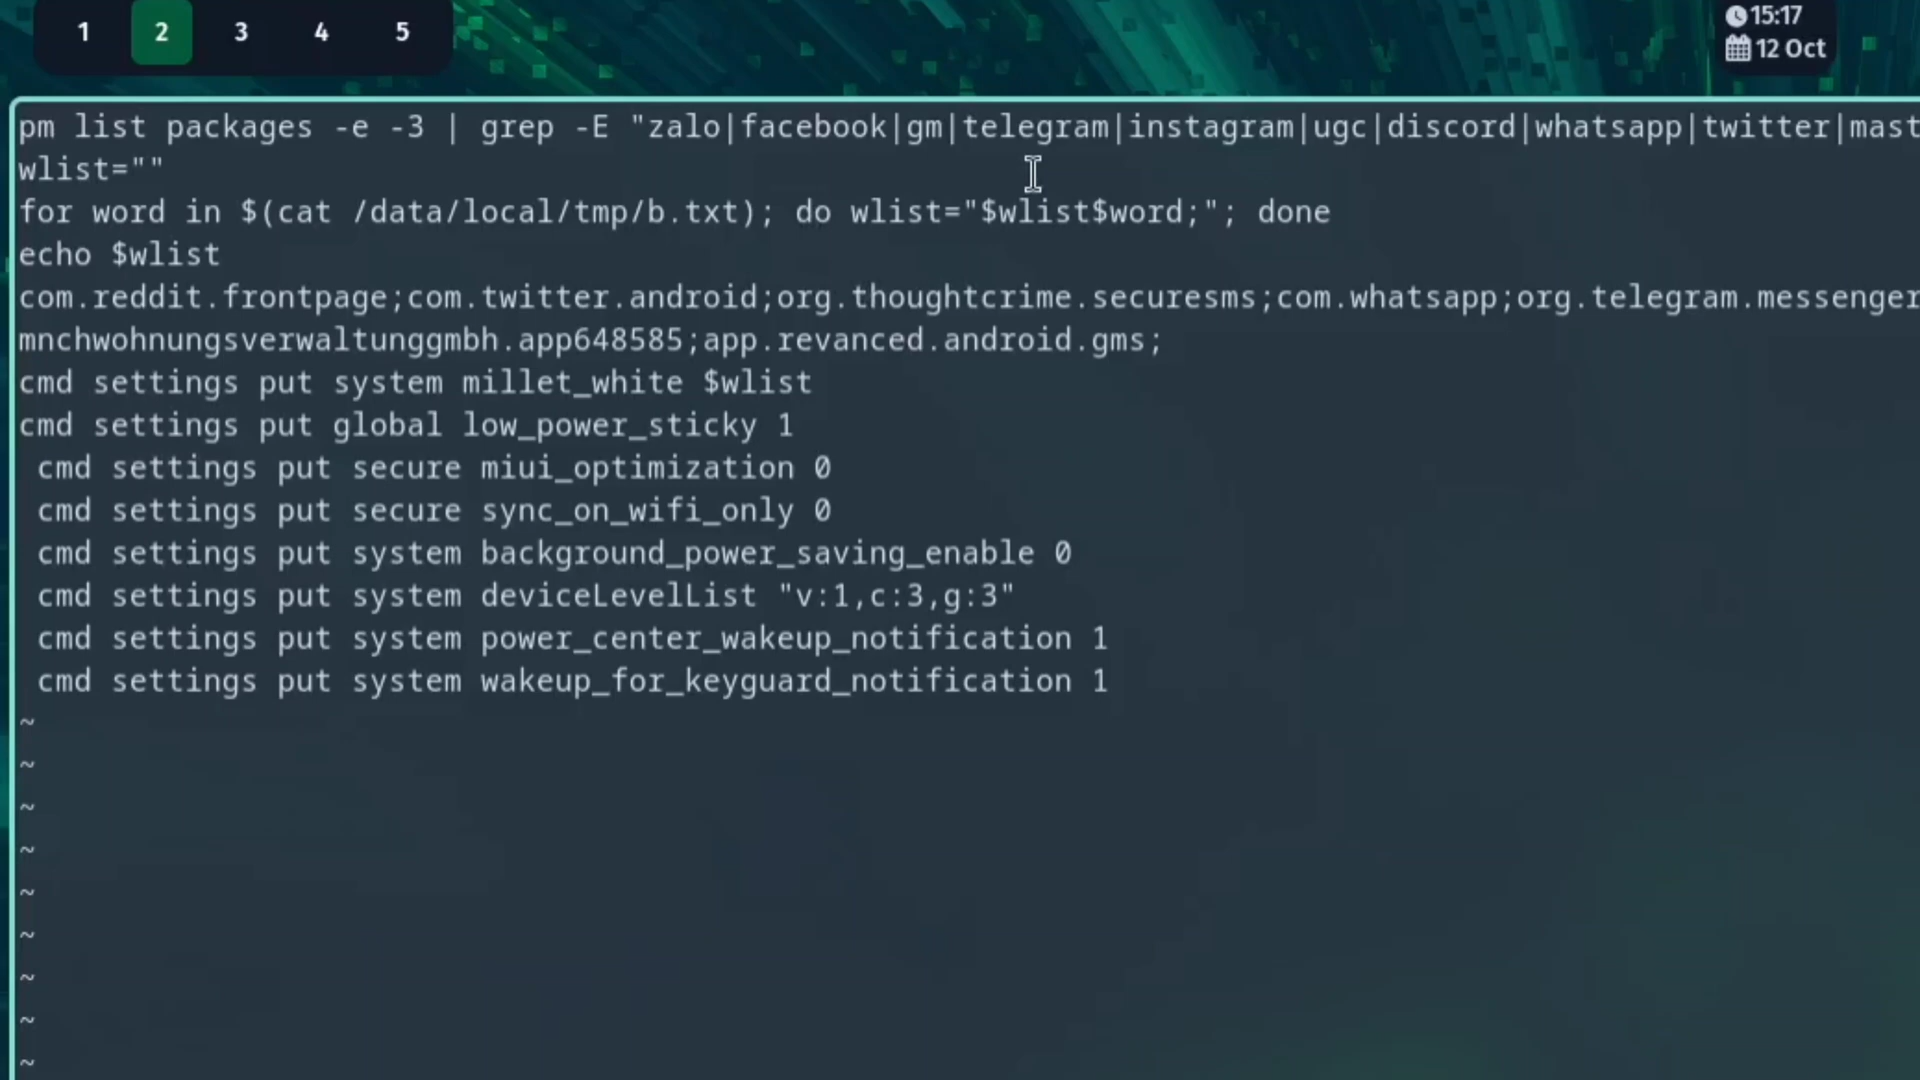 1 2 3 4 5
15:17
12 Oct
pm list packages -e -3 | grep -E "zalo|facebook|gm|telegram|instagram|ugc|discord|whatsapp|twitter|mast
wlist=""
for word in $(cat /data/local/tmp/b.txt); do wlist="$wlist$word;"; done
echo $wlist
com.reddit.frontpage;com.twitter.android;org.thoughtcrime.securesms;com.whatsapp;org.telegram.messenger
mnchwohnungsverwaltunggmbh.app648585;app.revanced.android.gms;
cmd settings put system millet_white $wlist
cmd settings put global low_power_sticky 1
cmd settings put secure miui_optimization 0
cmd settings put secure sync_on_wifi_only 0
cmd settings put system background_power_saving_enable 0
cmd settings put system deviceLevelList "v:1,c:3,g:3"
cmd settings put system power_center_wakeup_notification 1
cmd settings put system wakeup_for_keyguard_notification 1
~
~
~
~
~
~
~
~
~